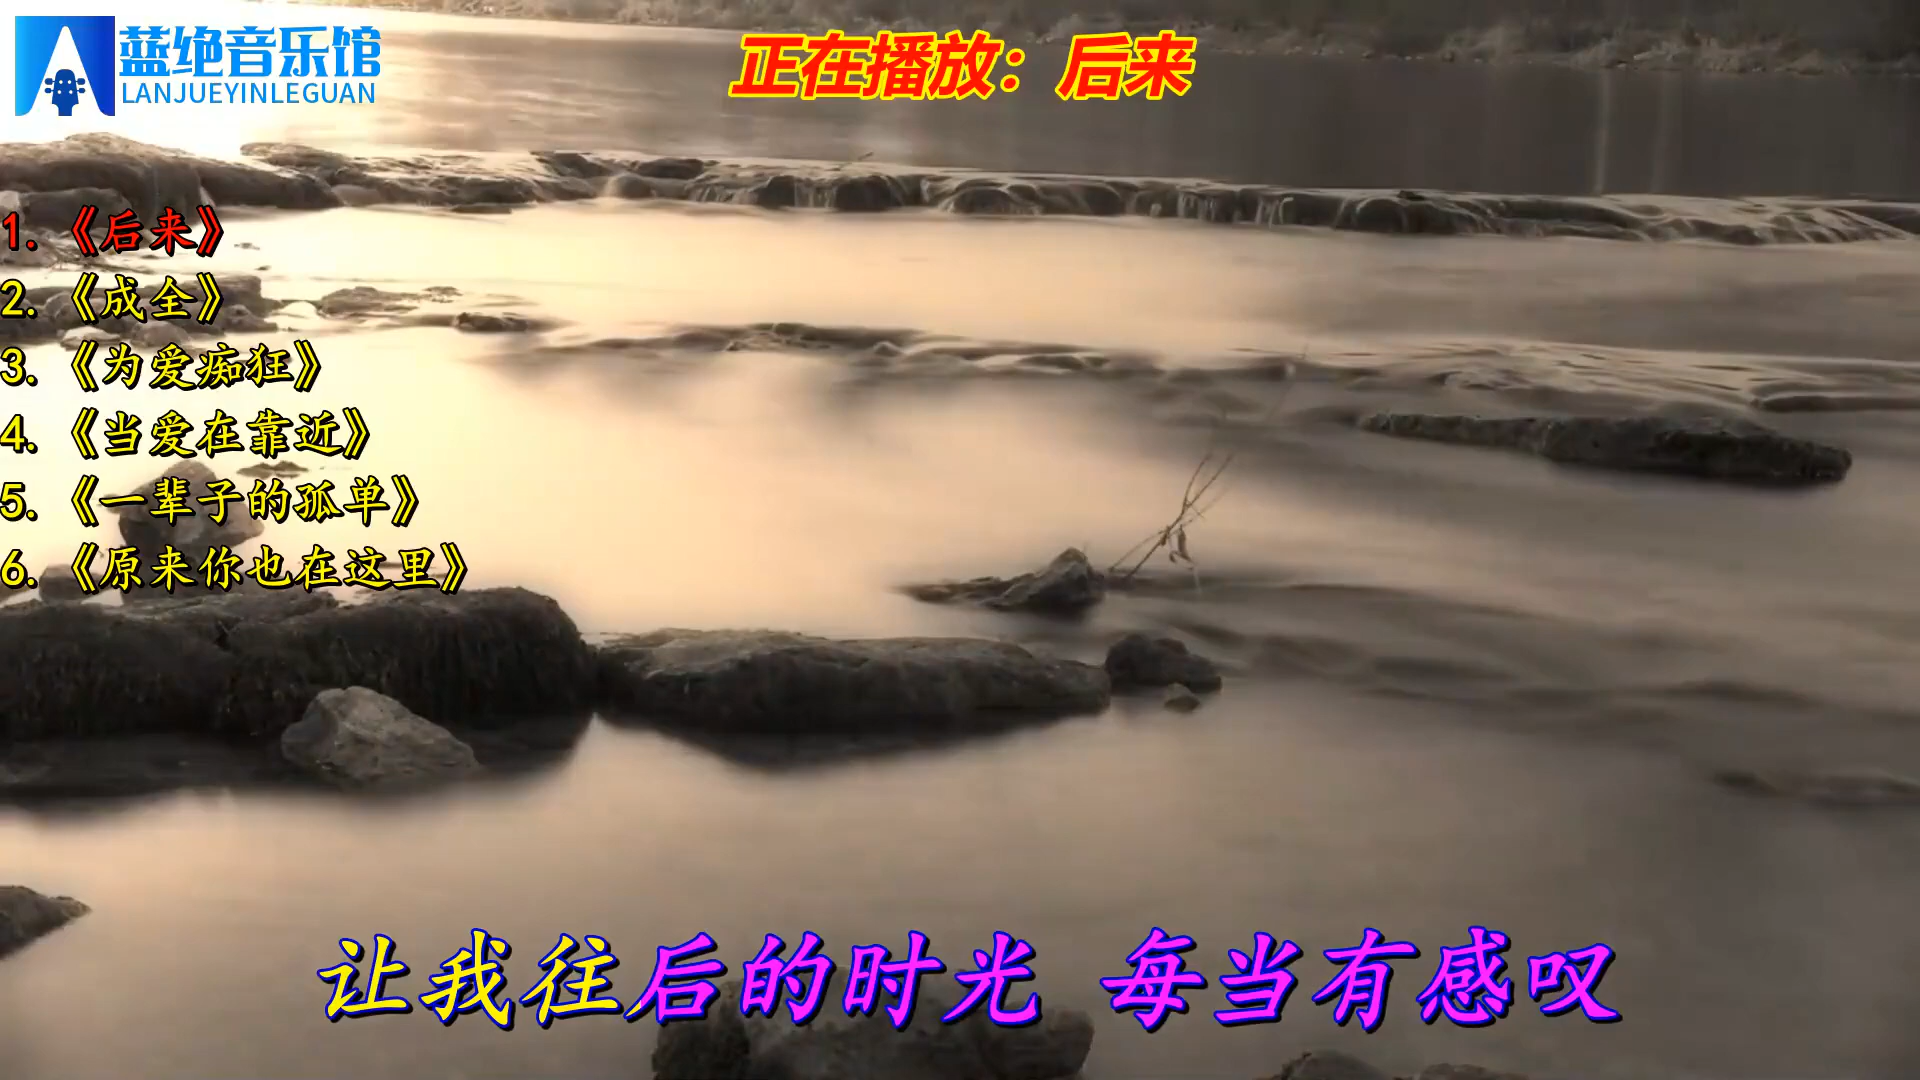 蓝绝音乐馆
LANJUEYINLEGUAN
正在播放：后来
1.《后来》
2.《成全》
3.《为爱痴狂》
4.《当爱在靠近》
5.《一辈子的孤单》
6.《原来你也在这里》
让我往后的时光 每当有感叹